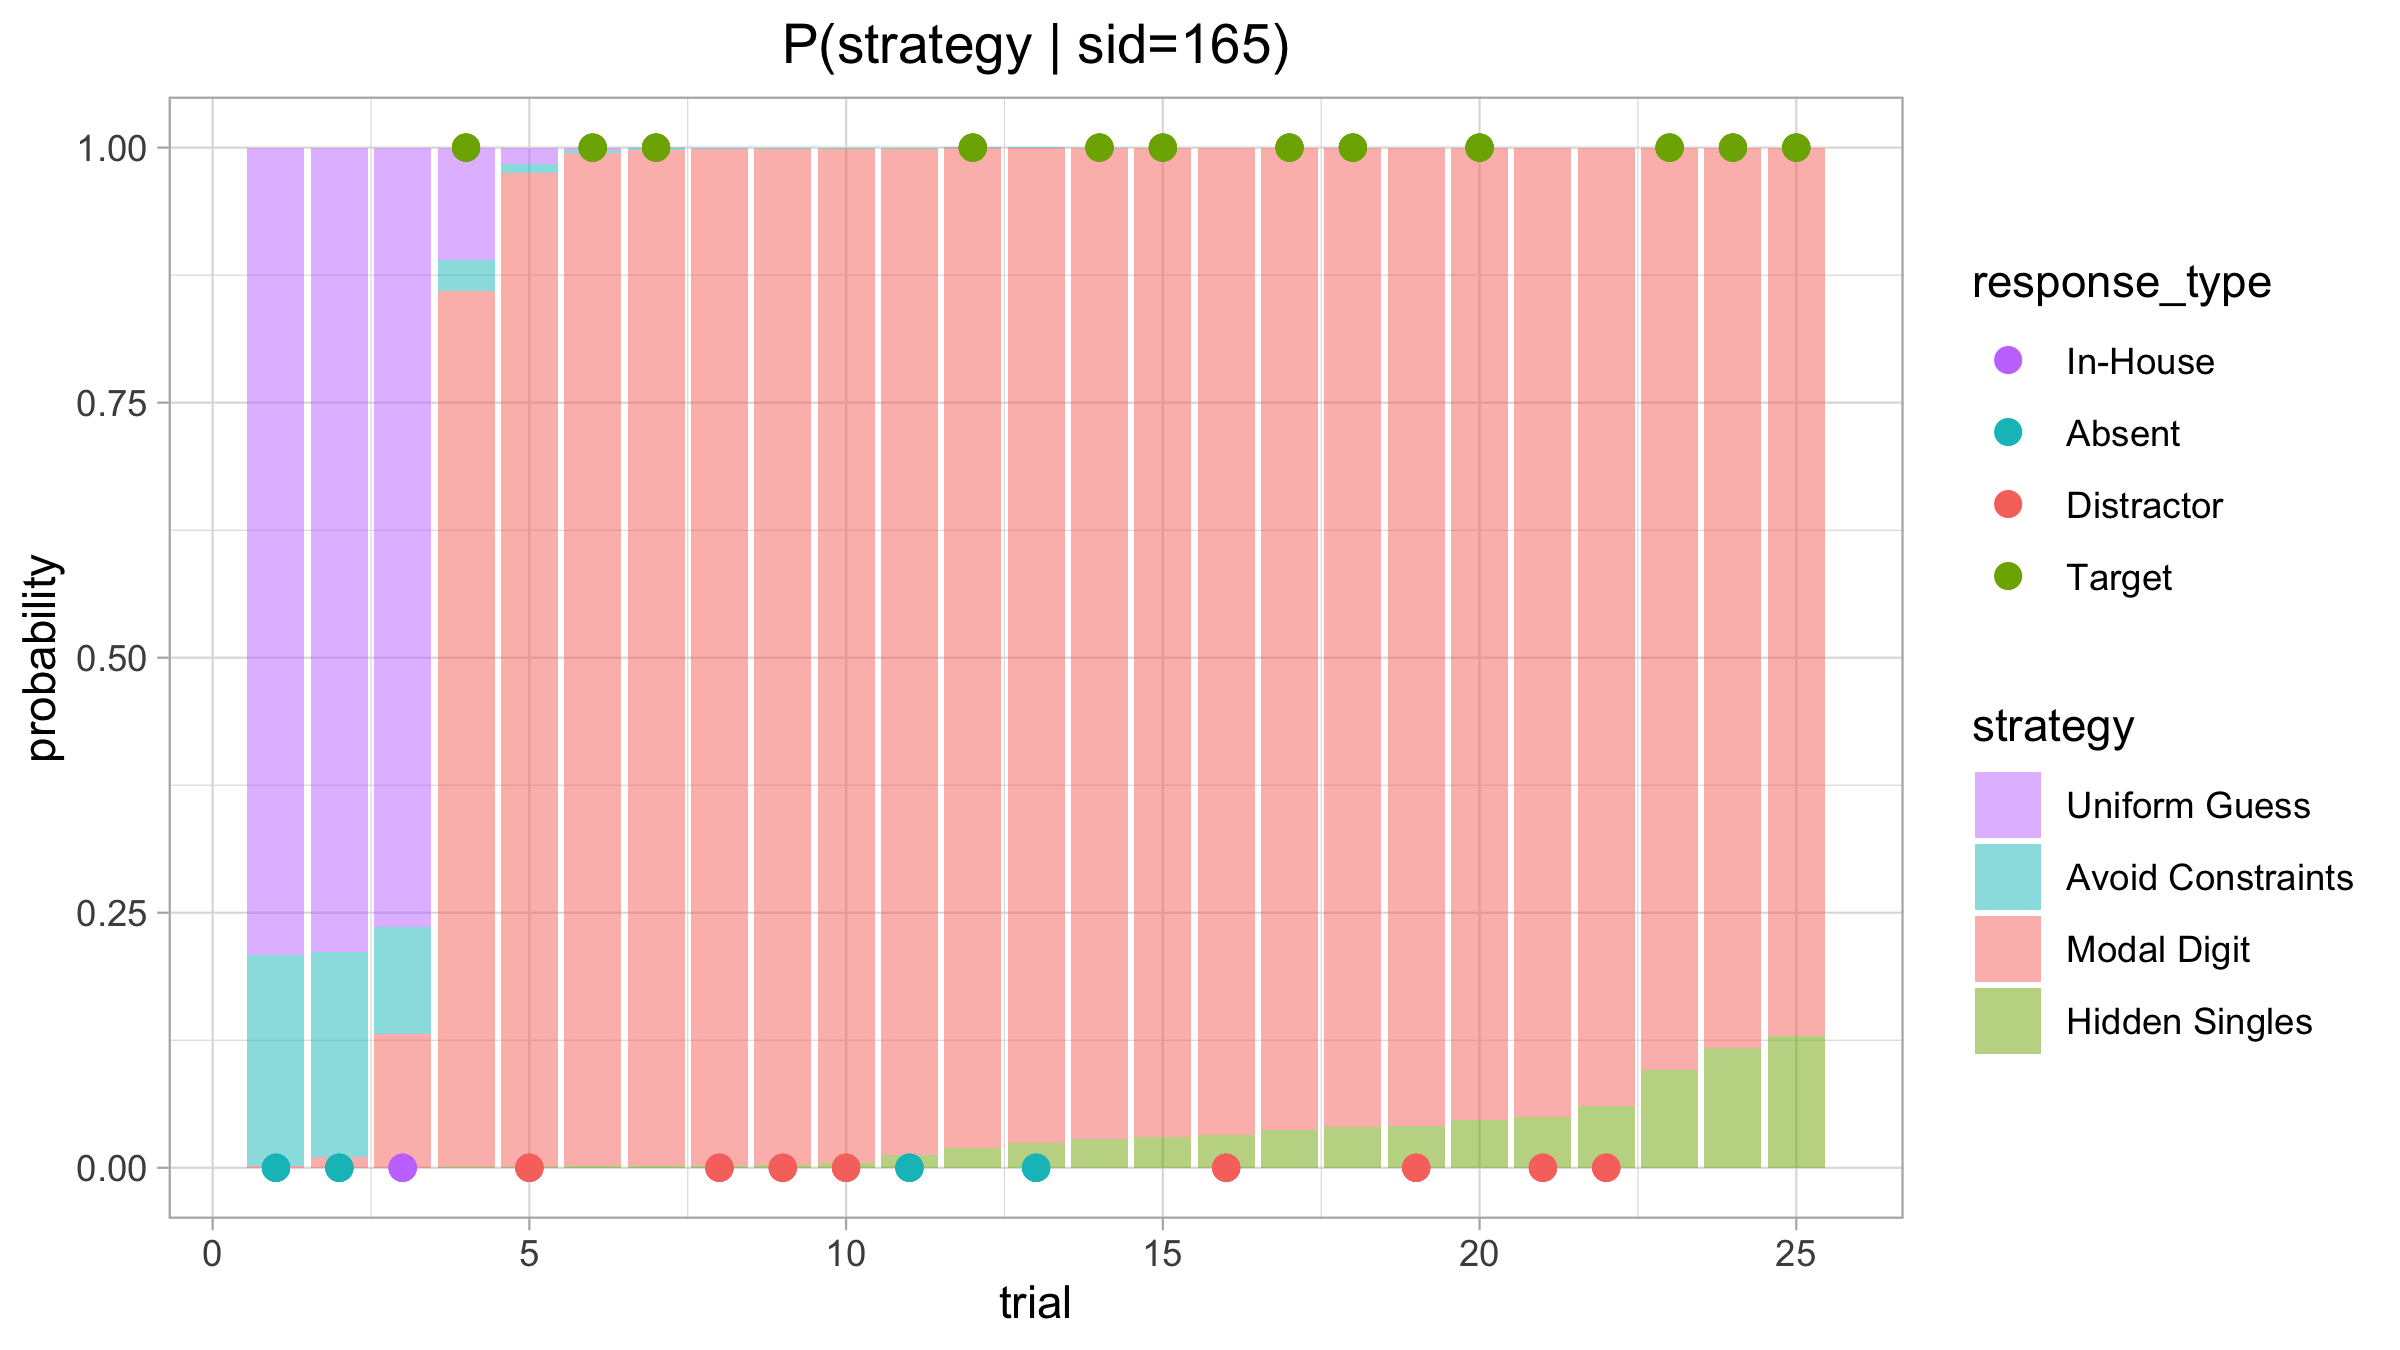 P(strategy | sid=165)
probability
1.00
0.75
0.50
0.25
0.00
0 5 10 15 20 25
trial
response_type
In-House
Absent
Distractor
Target
strategy
Uniform Guess
Avoid Constraints
Modal Digit
Hidden Singles